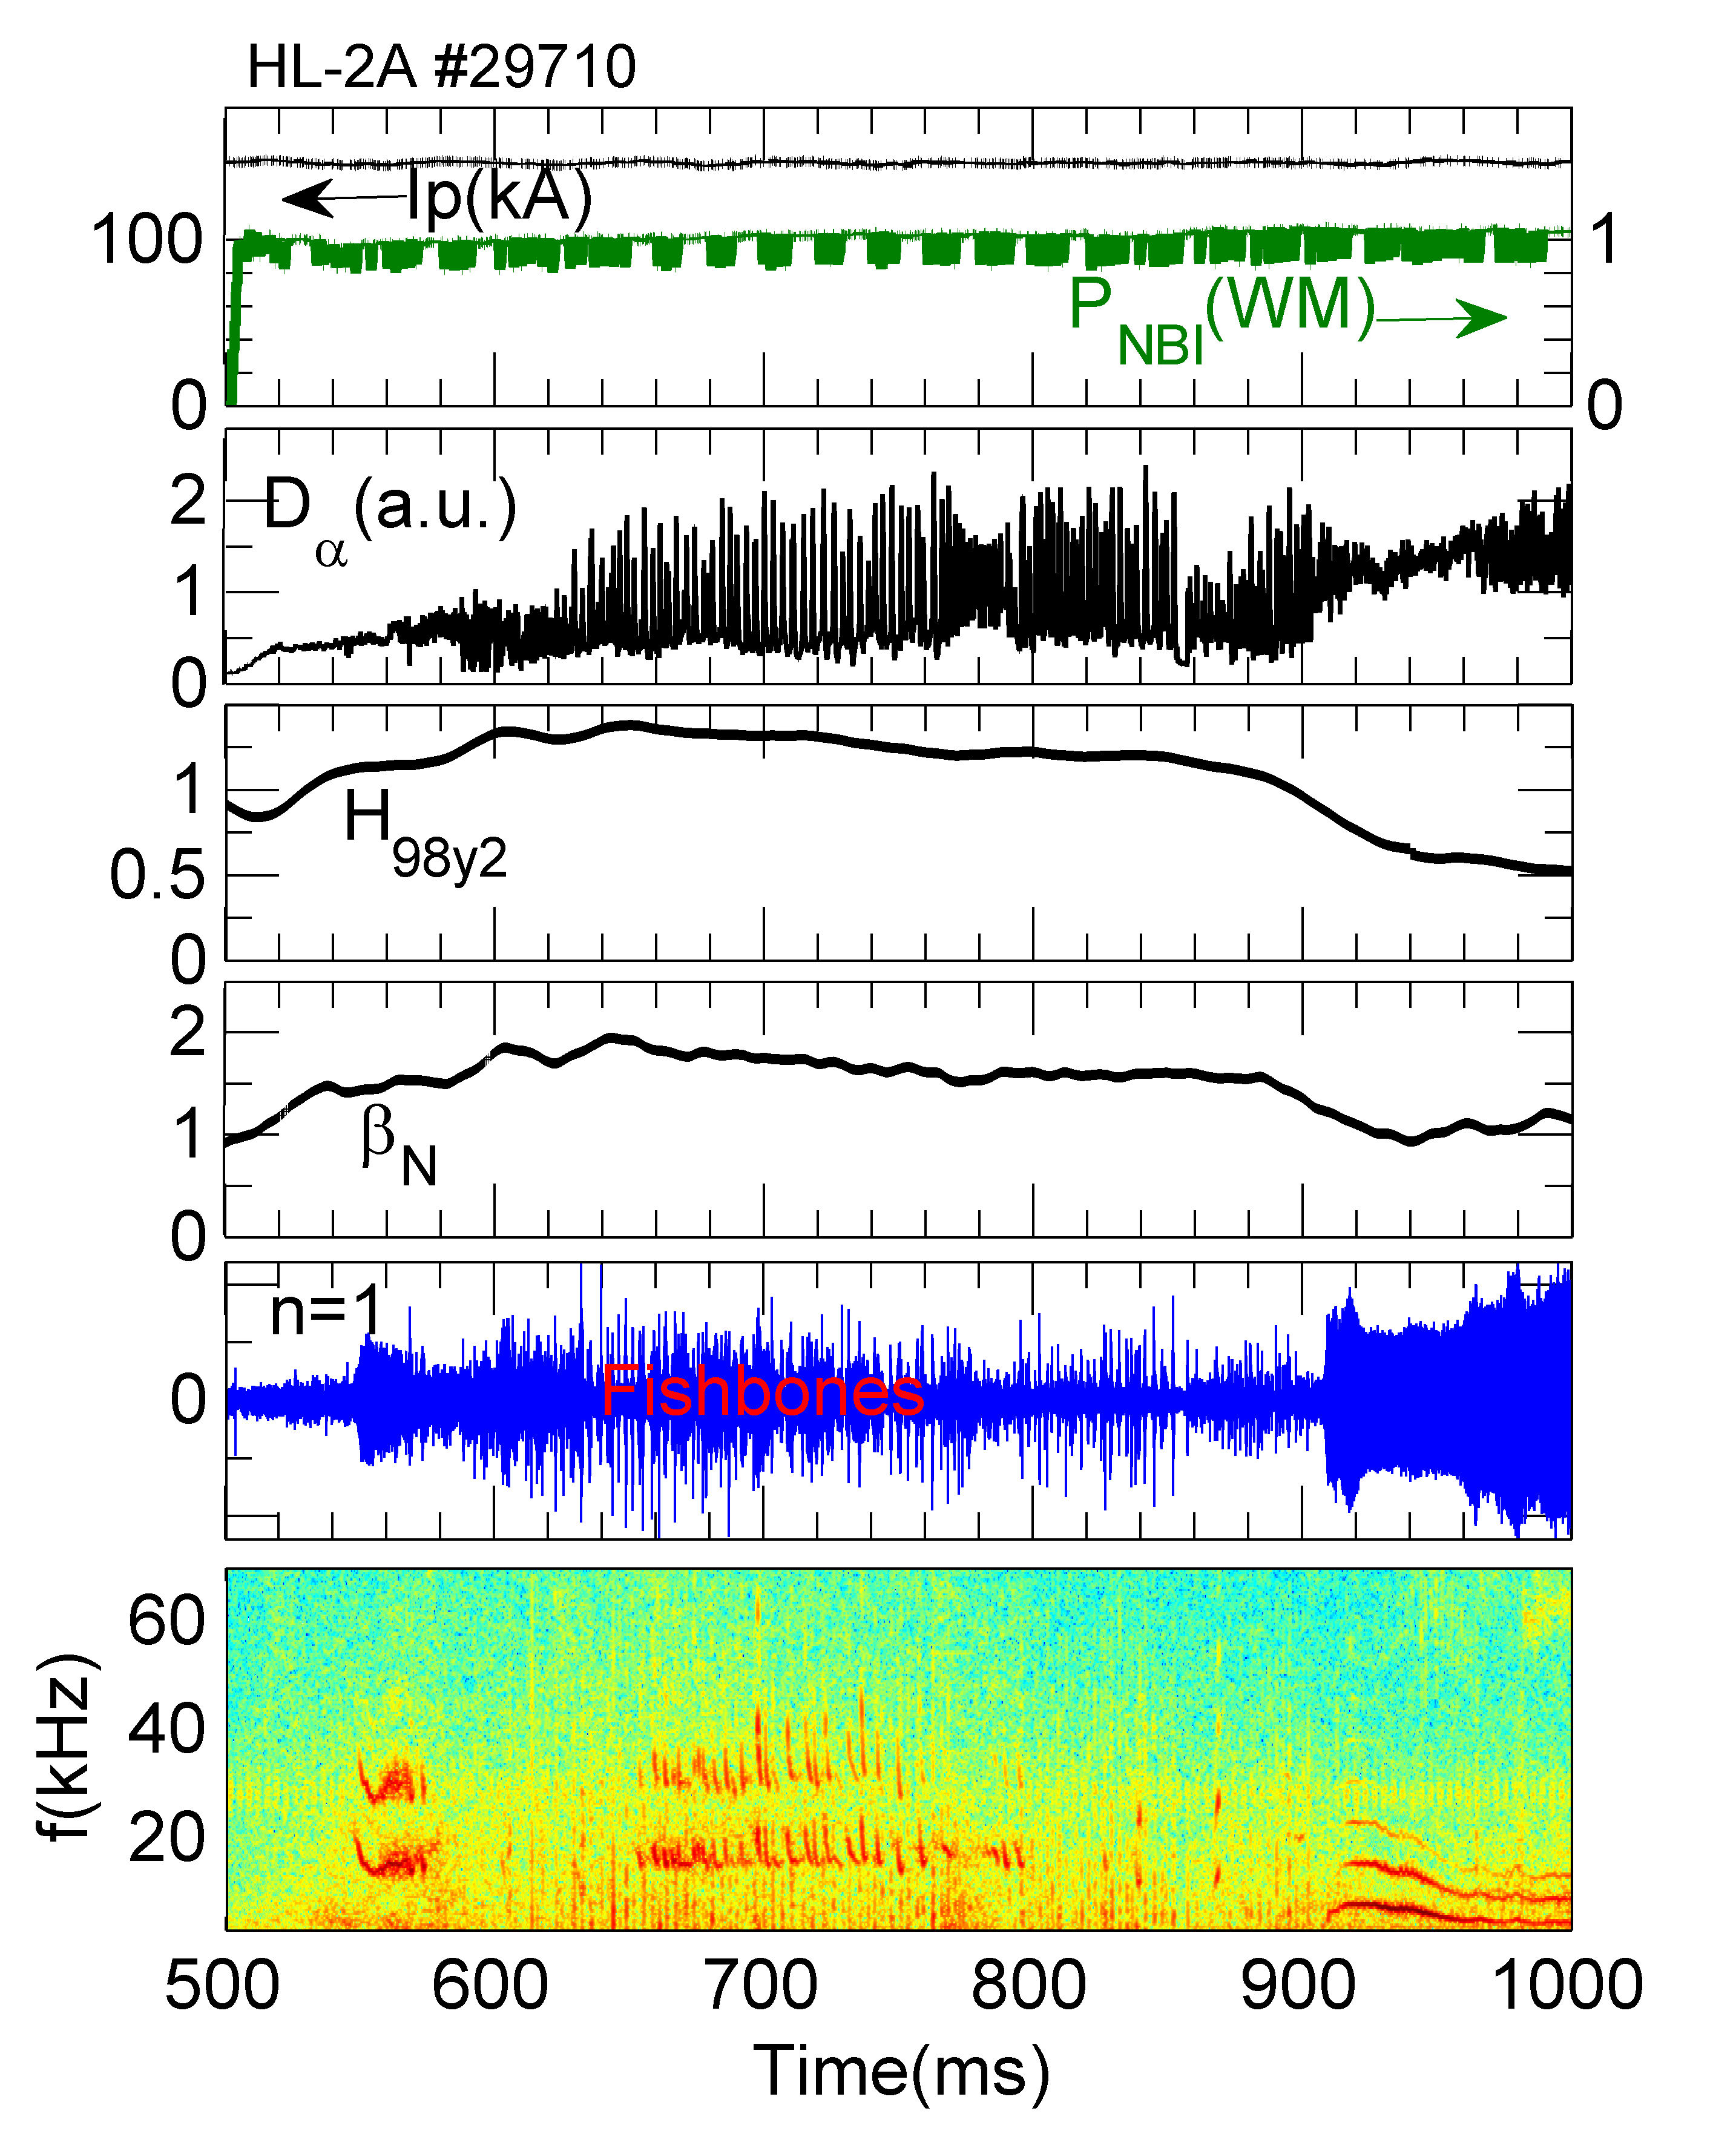 HL-2A #29710
Ip(kA)
100
1
P_NBI(WM)
0
0
2
D_α(a.u.)
1
0
1
H_98y2
0.5
0
2
1
β_N
0
n=1
0
Fishbones
60
40
20
f(kHz)
500 600 700 800 900 1000
Time(ms)